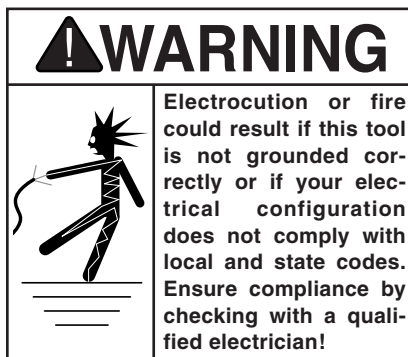 WARNING
Electrocution or fire
could result if this tool
is not grounded cor-
rectly or if your elec-
trical configuration
does not comply with
local and state codes.
Ensure compliance by
checking with a quali-
fied electrician!